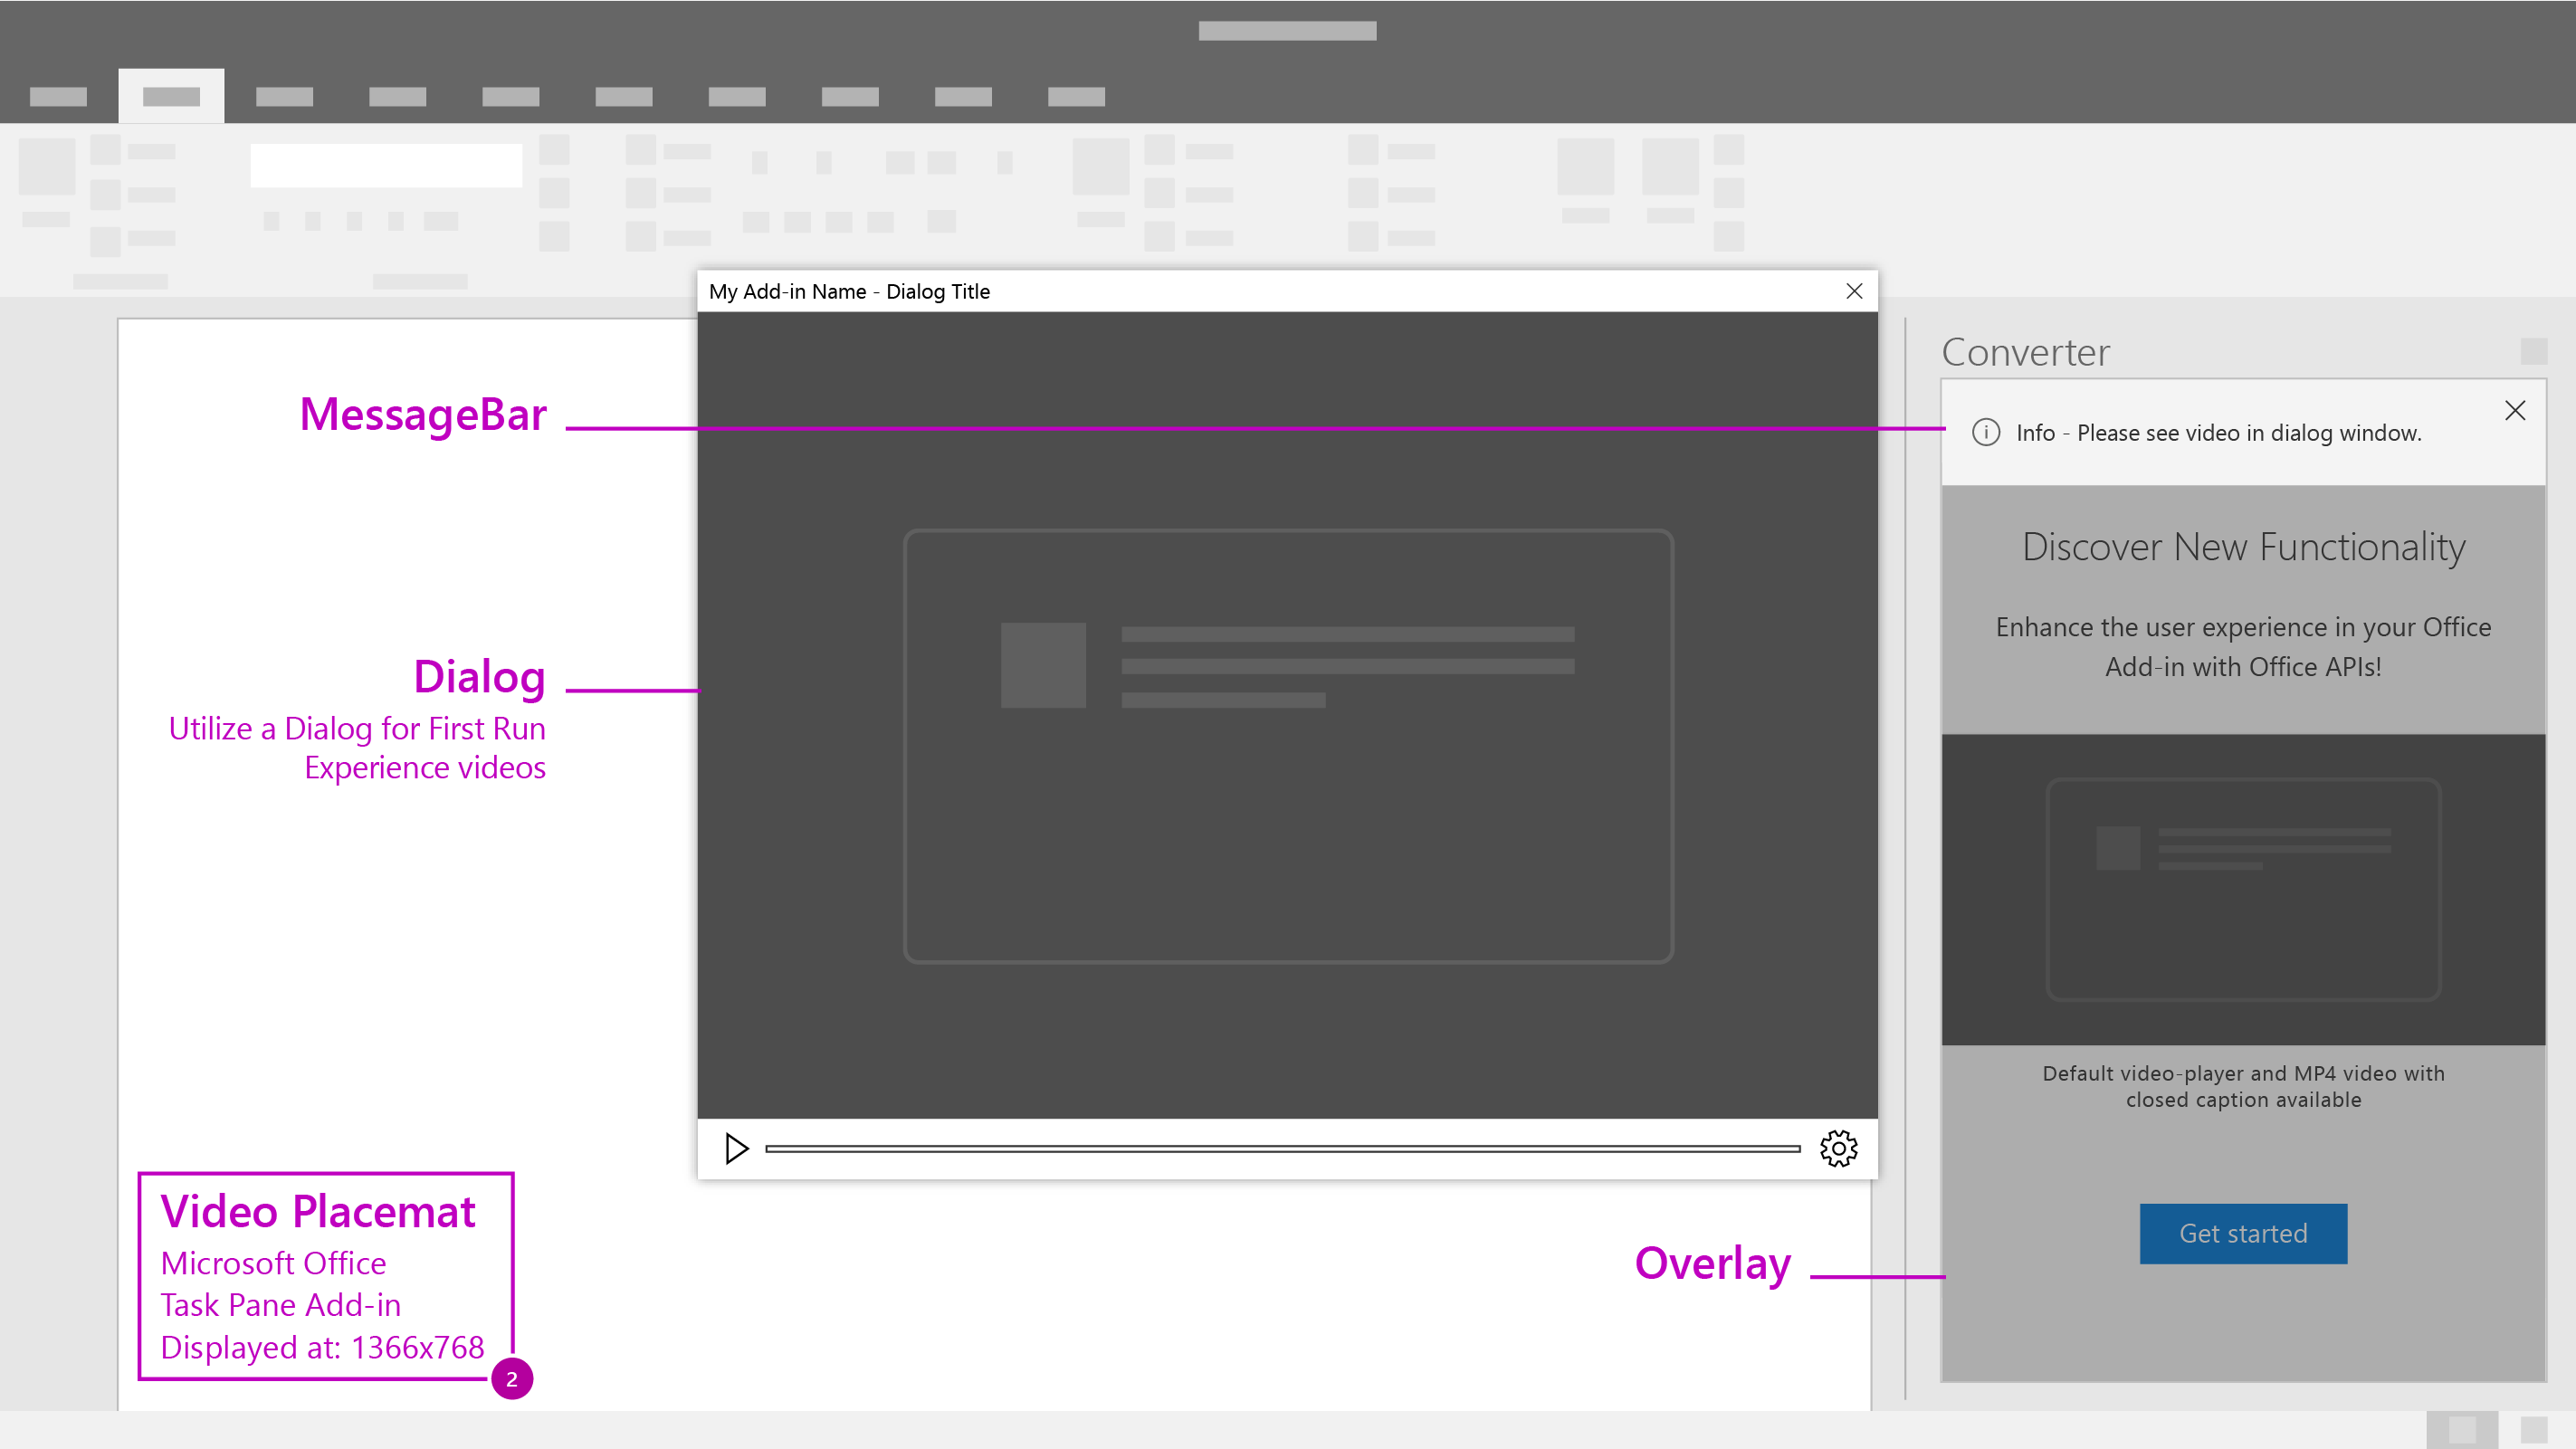 My Add-in Name - Dialog Title
Converter
MessageBar
Info - Please see video in dialog window.
Discover New Functionality
Enhance the user experience in your Office
Add-in with Office APIs!
Dialog
Utilize a Dialog for First Run
Experience videos
Default video-player and MP4 video with
closed caption available
Get started
Overlay
Video Placemat
Microsoft Office
Task Pane Add-in
Displayed at: 1366x768
2